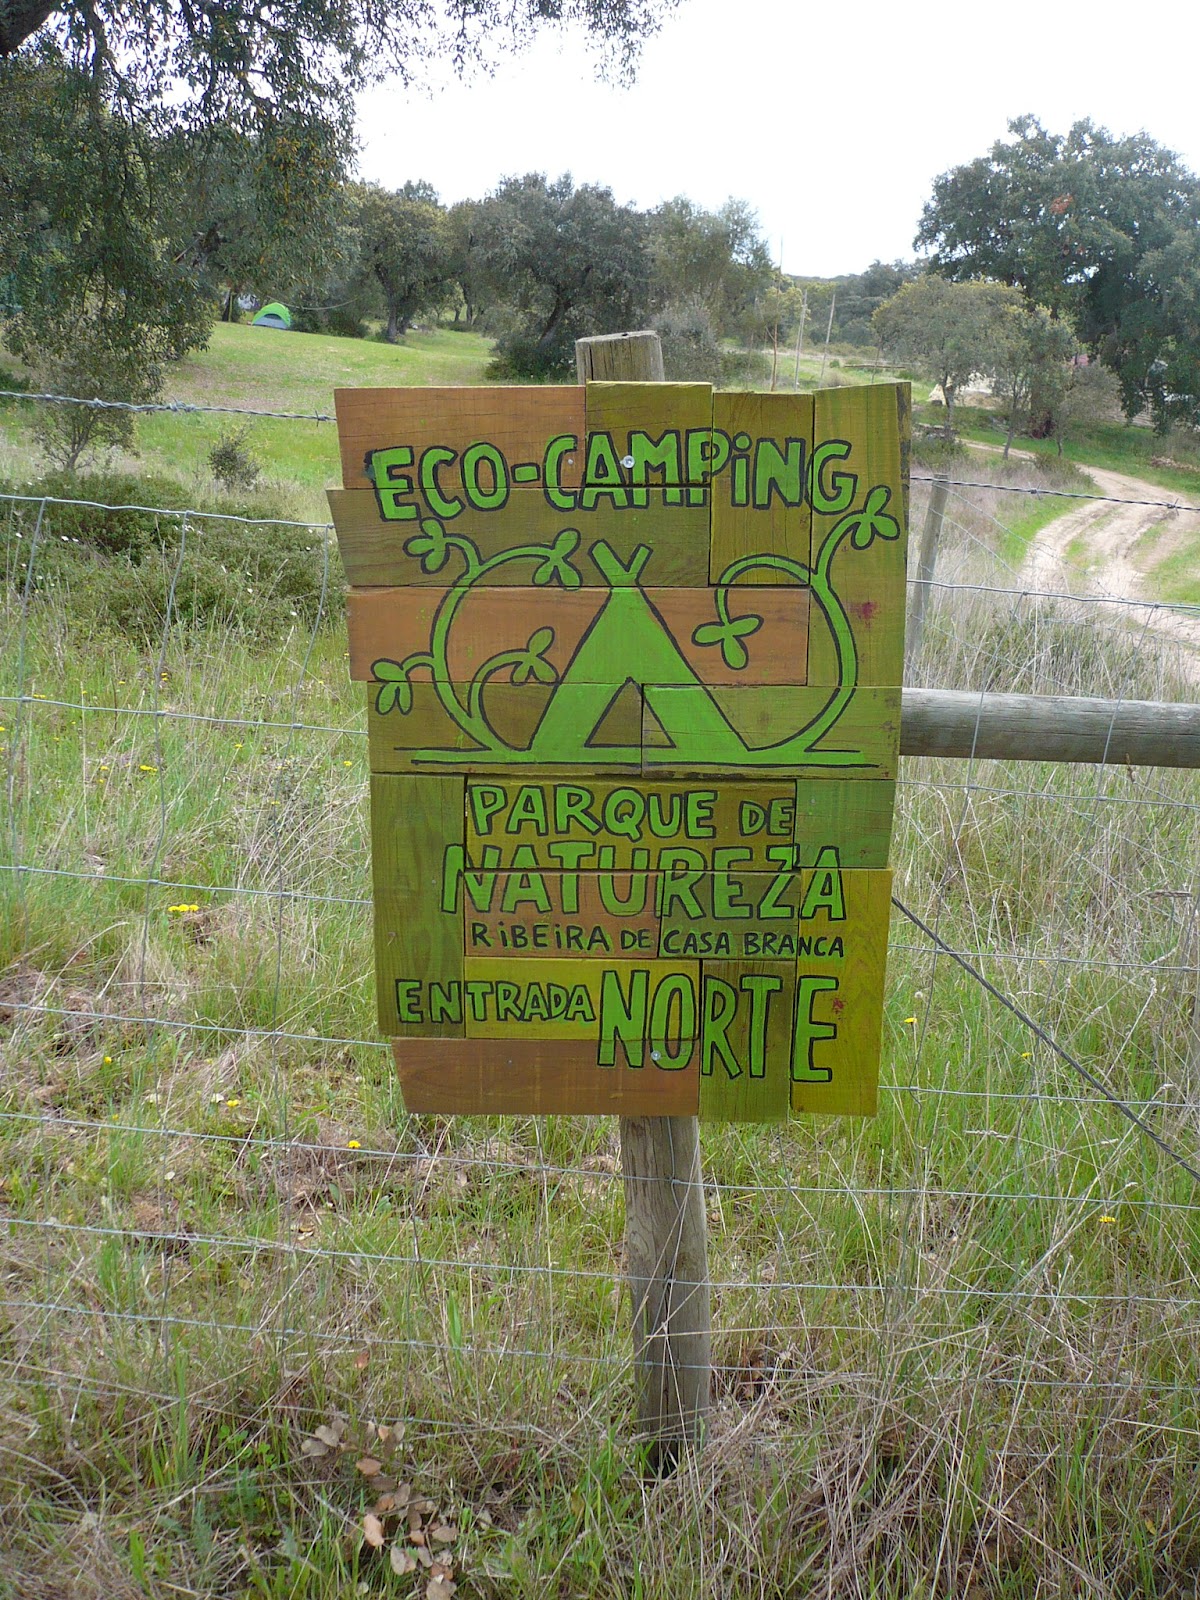 ECO-CAMPiNG
PARQUE DE
NATUREZA
RiBEiRA DE CASA BRANCA
ENTRADA NORTE